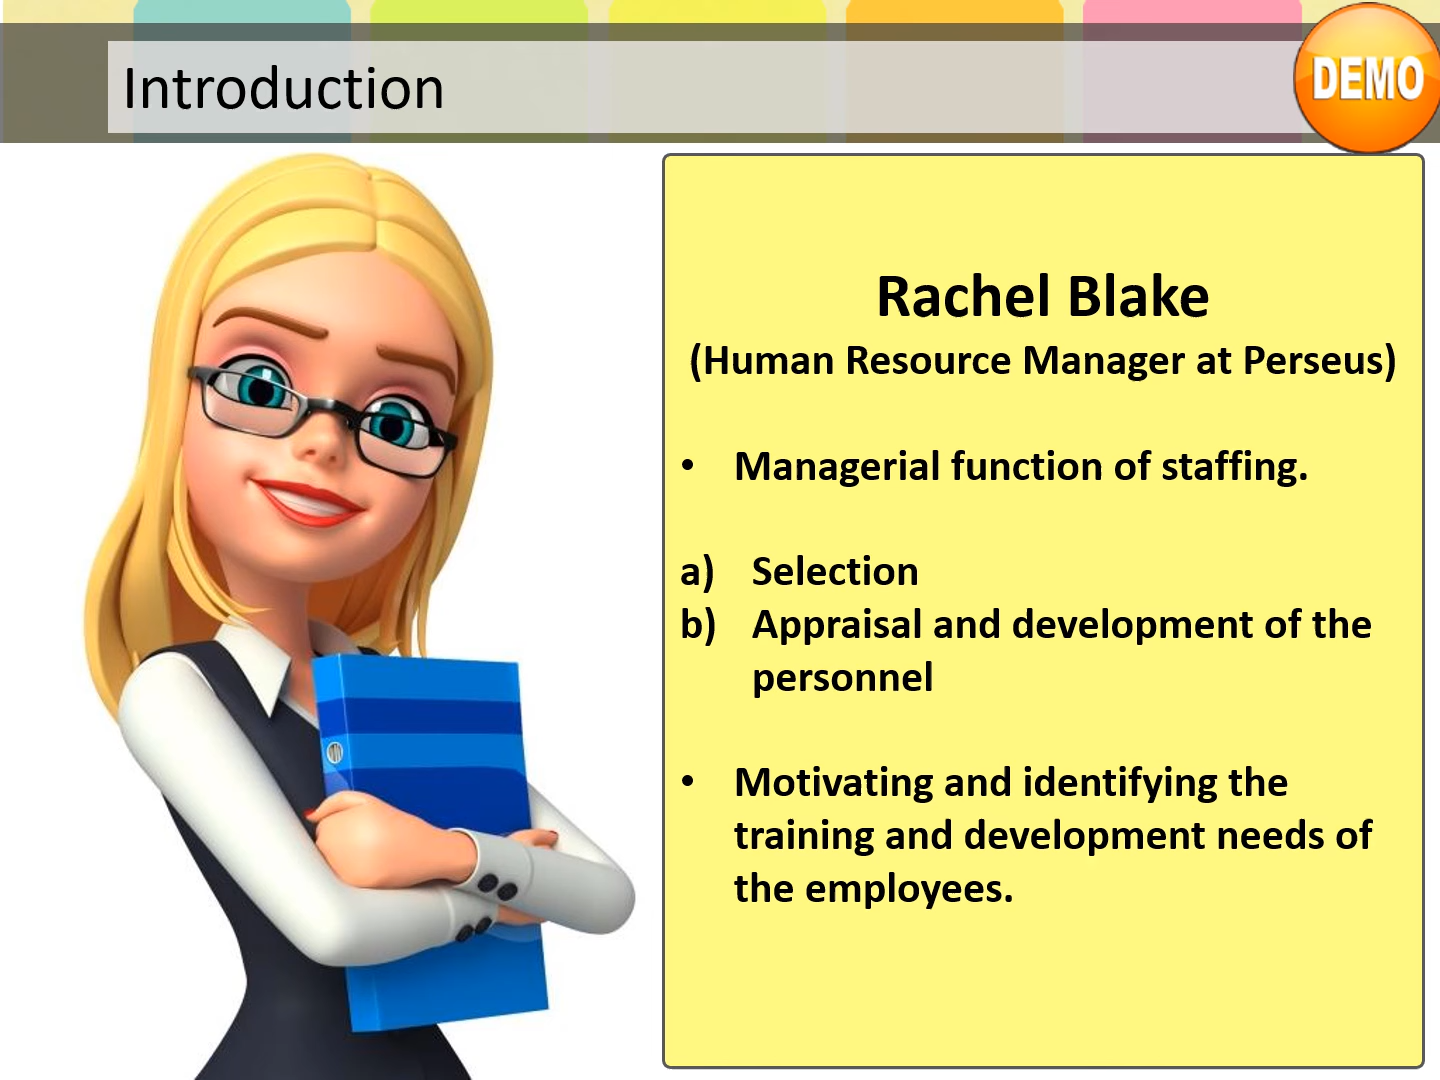 Introduction
DEMO
Rachel Blake
(Human Resource Manager at Perseus)
• Managerial function of staffing.
a) Selection
b) Appraisal and development of the
personnel
• Motivating and identifying the
training and development needs of
the employees.